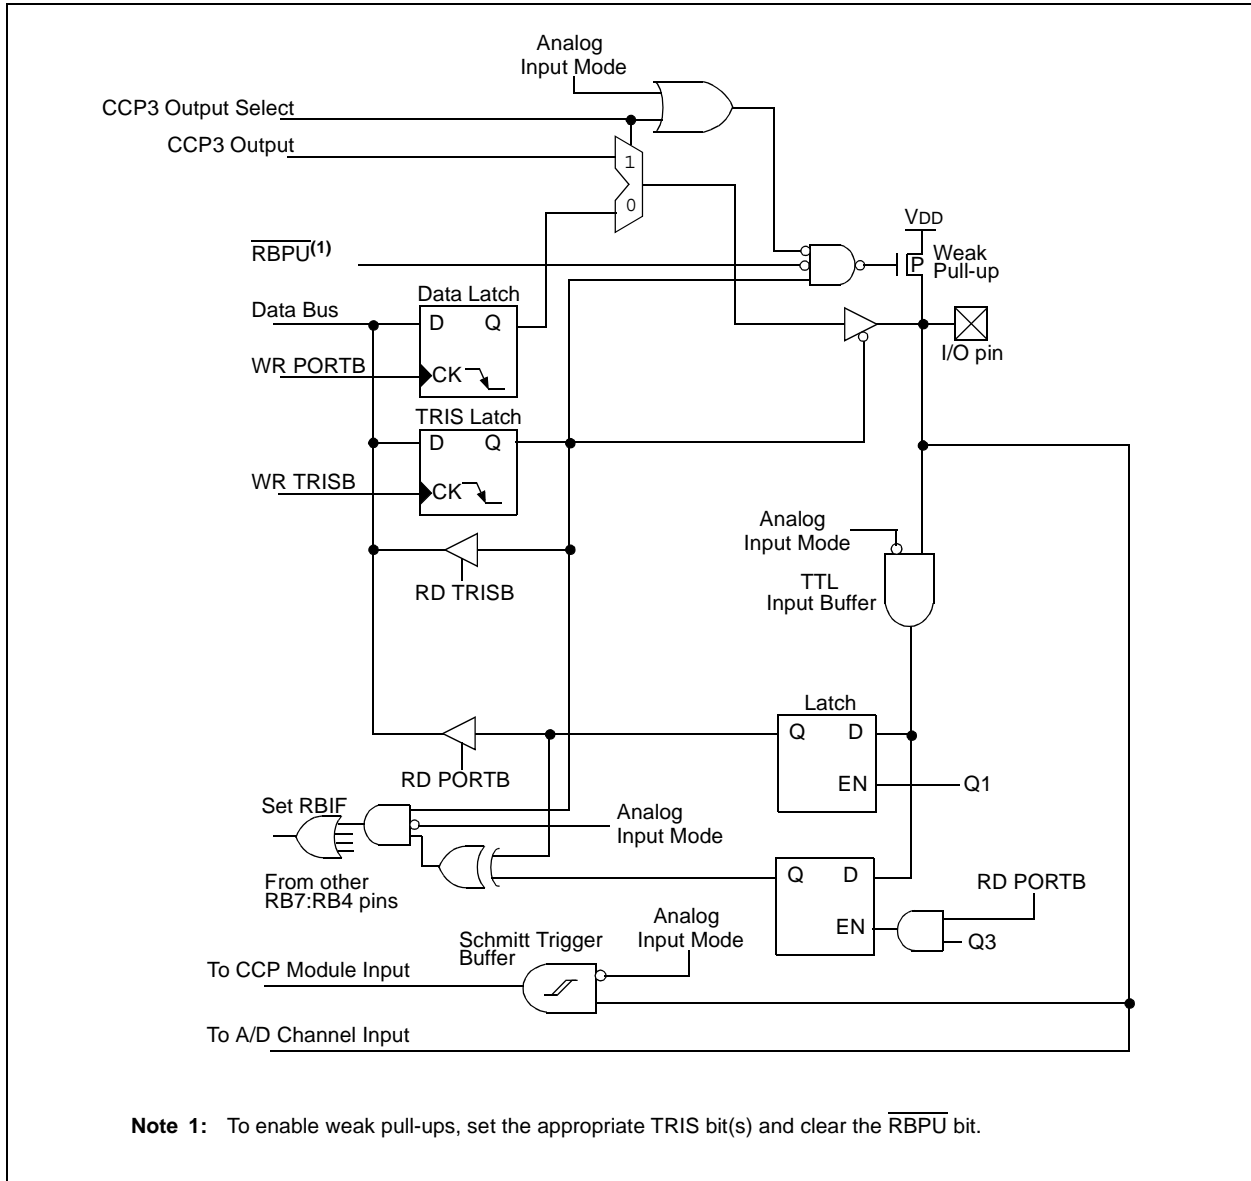 Analog
Input Mode
CCP3 Output Select
CCP3 Output
1
0
VDD
RBPU(1)
P
Weak
Pull-up
Data Bus
Data Latch
D Q
I/O pin
WR PORTB
CK
TRIS Latch
D Q
WR TRISB
CK
Analog
Input Mode
RD TRISB
TTL
Input Buffer
Latch
Q D
RD PORTB
EN
Q1
Set RBIF
Analog
Input Mode
From other
RB7:RB4 pins
Q D
RD PORTB
EN
Q3
Analog
Input Mode
Schmitt Trigger
Buffer
To CCP Module Input
To A/D Channel Input
Note 1: To enable weak pull-ups, set the appropriate TRIS bit(s) and clear the RBPU bit.